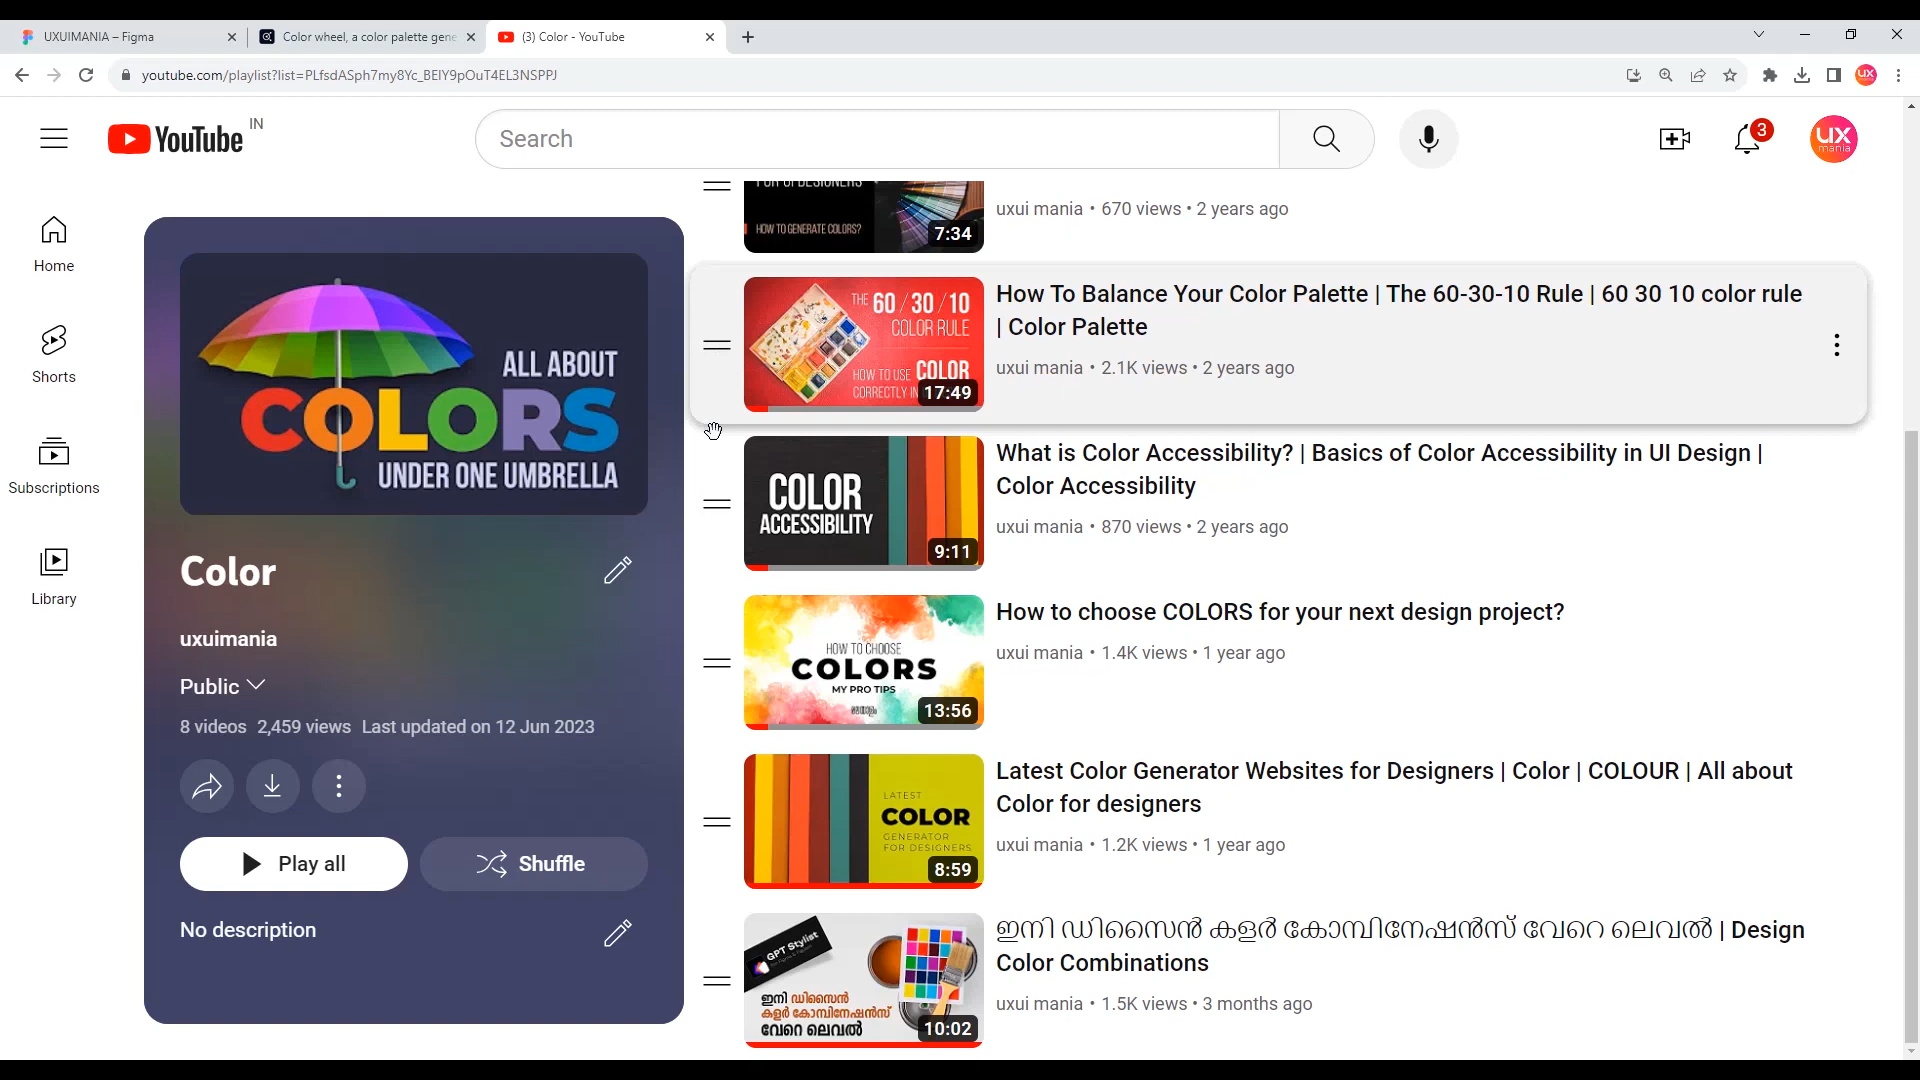 UXUIMANIA – Figma
Color wheel, a color palette gene
(3) Color - YouTube
youtube.com/playlist?list=PLfsdASph7my8Yc_BEIY9pOuT4EL3NSPPJ
ux
YouTube IN
Search
3
ux
mania
Home
Shorts
Subscriptions
Library
ALL ABOUT
COLORS
UNDER ONE UMBRELLA
Color
uxuimania
Public
8 videos 2,459 views Last updated on 12 Jun 2023
Play all
Shuffle
No description
FOR UI DESIGNERS
HOW TO GENERATE COLORS?
7:34
uxui mania • 670 views • 2 years ago
THE 60/30/10
COLOR RULE
HOW TO USE COLOR
CORRECTLY IN
17:49
How To Balance Your Color Palette | The 60-30-10 Rule | 60 30 10 color rule
| Color Palette
uxui mania • 2.1K views • 2 years ago
COLOR
ACCESSIBILITY
9:11
What is Color Accessibility? | Basics of Color Accessibility in UI Design |
Color Accessibility
uxui mania • 870 views • 2 years ago
HOW TO CHOOSE
COLORS
MY PRO TIPS
മലയാളം
13:56
How to choose COLORS for your next design project?
uxui mania • 1.4K views • 1 year ago
LATEST
COLOR
GENERATOR
FOR DESIGNERS
8:59
Latest Color Generator Websites for Designers | Color | COLOUR | All about
Color for designers
uxui mania • 1.2K views • 1 year ago
GPT Stylist
ഇനി ഡിസൈൻ
കളർ കോമ്പിനേഷൻസ്
വേറെ ലെവൽ
10:02
ഇനി ഡിസൈൻ കളർ കോമ്പിനേഷൻസ് വേറെ ലെവൽ | Design
Color Combinations
uxui mania • 1.5K views • 3 months ago